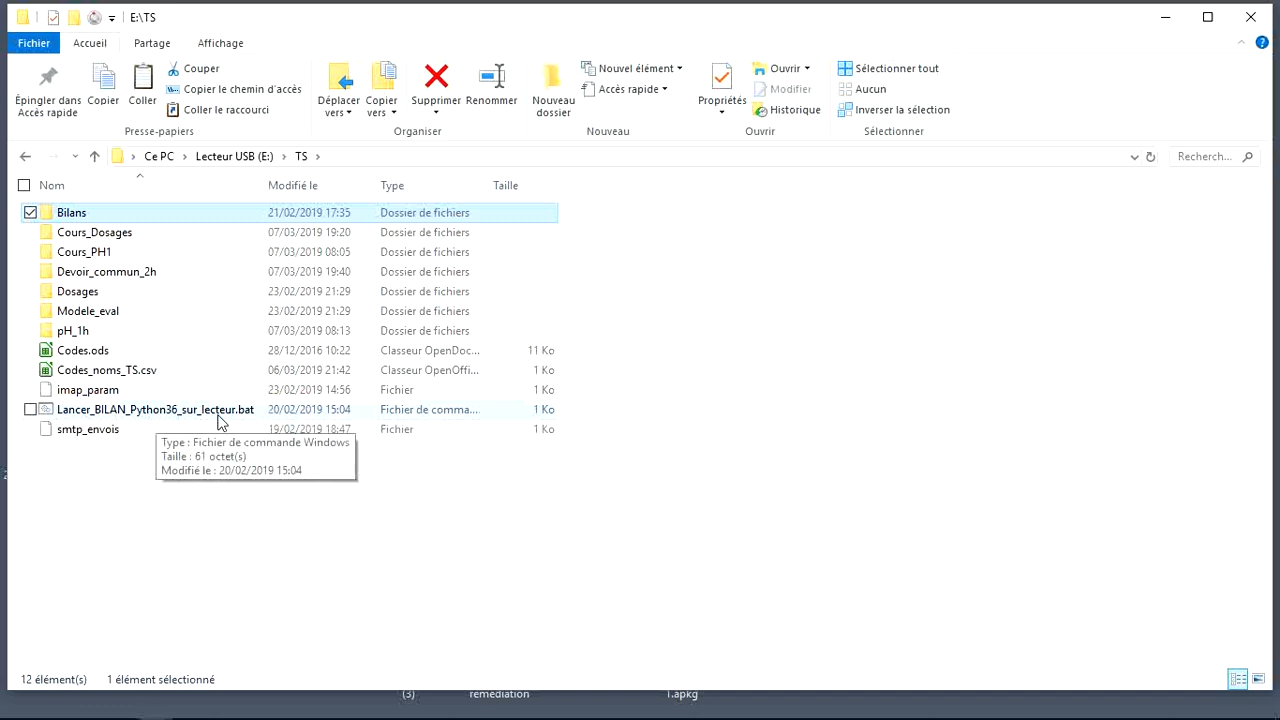 E:\TS
Fichier Accueil Partage Affichage
Épingler dans Accès rapide
Copier
Coller
Couper
Copier le chemin d'accès
Coller le raccourci
Presse-papiers
Déplacer vers
Copier vers
Supprimer
Renommer
Organiser
Nouveau dossier
Nouvel élément
Accès rapide
Nouveau
Propriétés
Ouvrir
Modifier
Historique
Ouvrir
Sélectionner tout
Aucun
Inverser la sélection
Sélectionner
Ce PC > Lecteur USB (E:) > TS >
Recherch...
Nom Modifié le Type Taille
Bilans 21/02/2019 17:35 Dossier de fichiers
Cours_Dosages 07/03/2019 19:20 Dossier de fichiers
Cours_PH1 07/03/2019 08:05 Dossier de fichiers
Devoir_commun_2h 07/03/2019 19:40 Dossier de fichiers
Dosages 23/02/2019 21:29 Dossier de fichiers
Modele_eval 23/02/2019 21:29 Dossier de fichiers
pH_1h 07/03/2019 08:13 Dossier de fichiers
Codes.ods 28/12/2016 10:22 Classeur OpenDoc... 11 Ko
Codes_noms_TS.csv 06/03/2019 21:42 Classeur OpenOffi... 1 Ko
imap_param 23/02/2019 14:56 Fichier 1 Ko
Lancer_BILAN_Python36_sur_lecteur.bat 20/02/2019 15:04 Fichier de comma... 1 Ko
smtp_envois 19/02/2019 18:47 Fichier 1 Ko
Type : Fichier de commande Windows
Taille : 61 octet(s)
Modifié le : 20/02/2019 15:04
12 élément(s) 1 élément sélectionné
(3) remediation 1.apkg